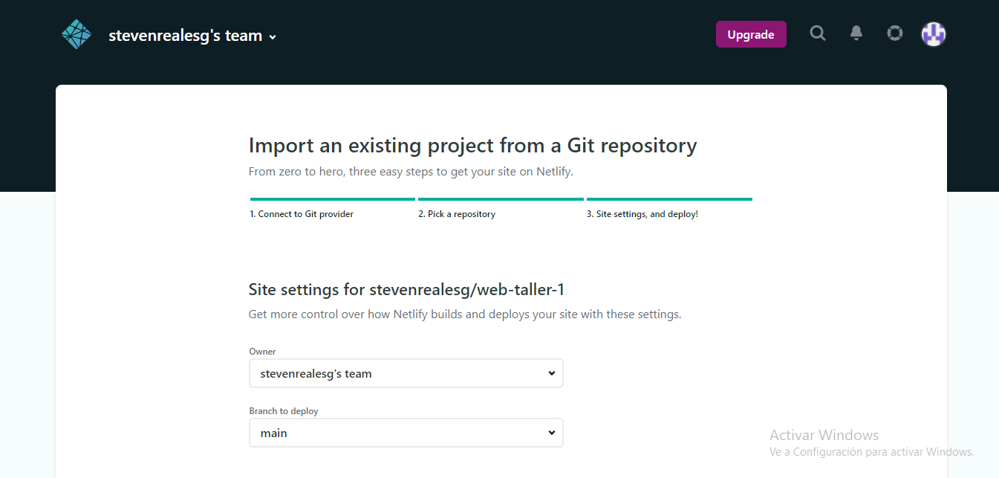 stevenrealesg's team
Upgrade
Import an existing project from a Git repository
From zero to hero, three easy steps to get your site on Netlify.
1. Connect to Git provider
2. Pick a repository
3. Site settings, and deploy!
Site settings for stevenrealesg/web-taller-1
Get more control over how Netlify builds and deploys your site with these settings.
Owner
stevenrealesg's team
Branch to deploy
main
Activar Windows
Ve a Configuración para activar Windows.